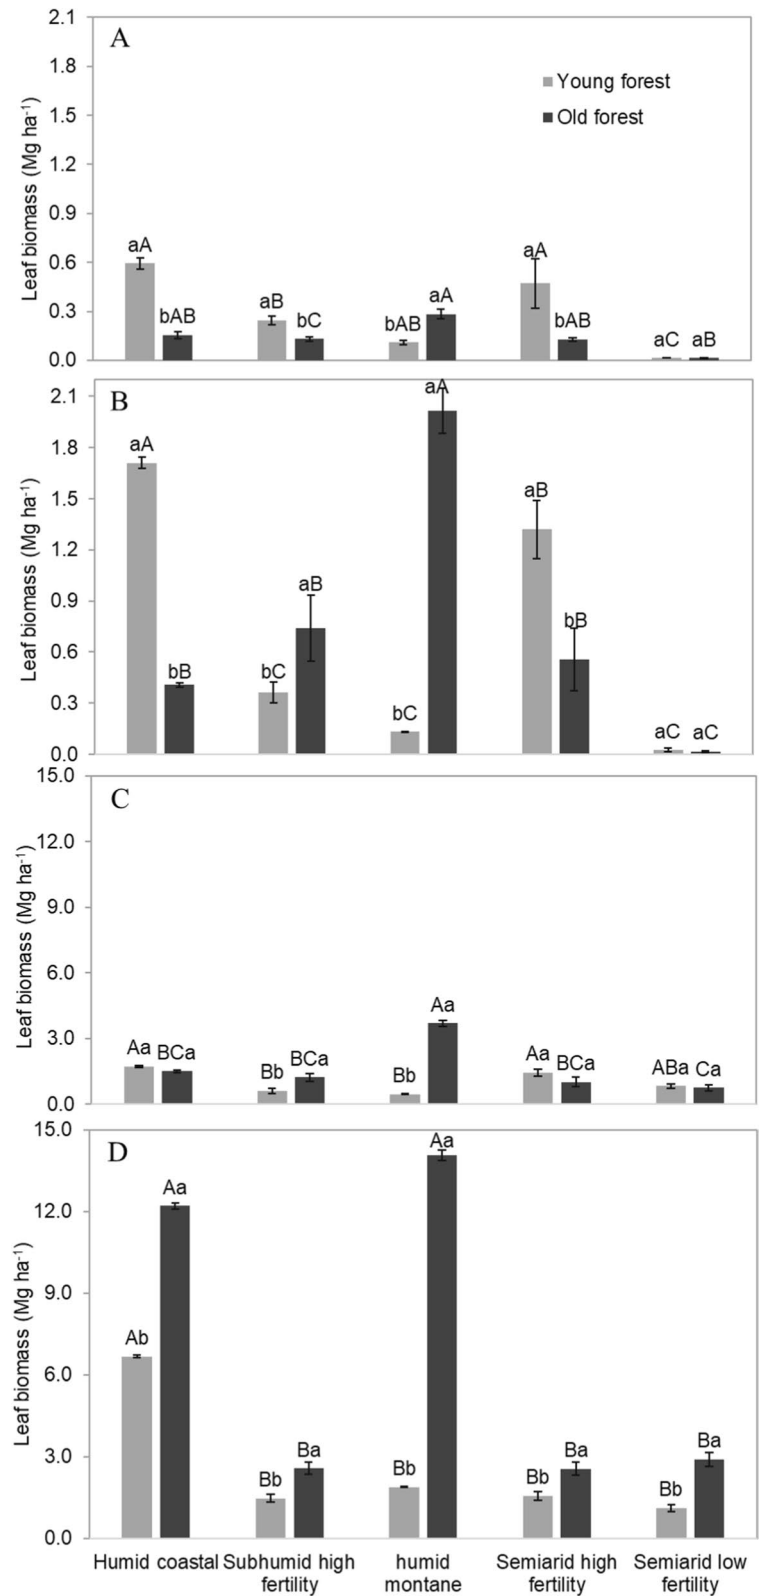 A
2.1
1.8
1.5
1.2
0.9
0.6
0.3
0.0
Leaf biomass (Mg ha-1)
Young forest
Old forest
aA
bAB
aB
bC
bAB
aA
aA
bAB
aC
aB
B
2.1
1.8
1.5
1.2
0.9
0.6
0.3
0.0
Leaf biomass (Mg ha-1)
aA
bB
bC
aB
bC
aA
aB
bB
aC
aC
C
15.0
12.0
9.0
6.0
3.0
0.0
Leaf biomass (Mg ha-1)
Aa
BCa
Bb
BCa
Bb
Aa
Aa
BCa
ABa
Ca
D
15.0
12.0
9.0
6.0
3.0
0.0
Leaf biomass (Mg ha-1)
Ab
Aa
Bb
Ba
Bb
Aa
Bb
Ba
Bb
Ba
Humid coastal
Subhumid high
fertility
humid
montane
Semiarid high
fertility
Semiarid low
fertility